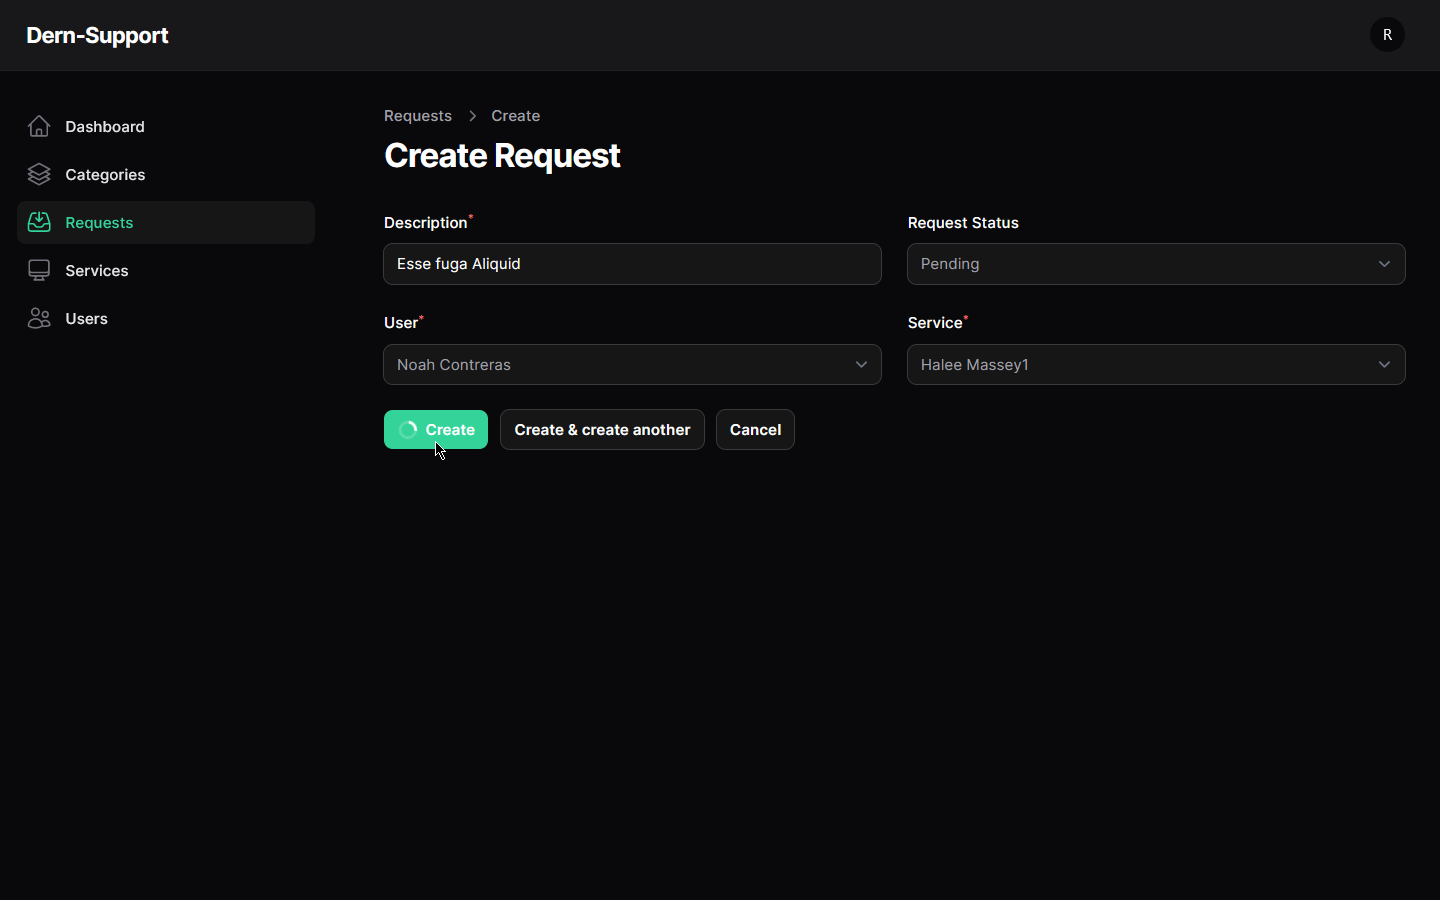 Dern-Support
R
Dashboard
Categories
Requests
Services
Users
Requests > Create
Create Request
Description*
Esse fuga Aliquid
Request Status
Pending
User*
Noah Contreras
Service*
Halee Massey1
Create
Create & create another
Cancel